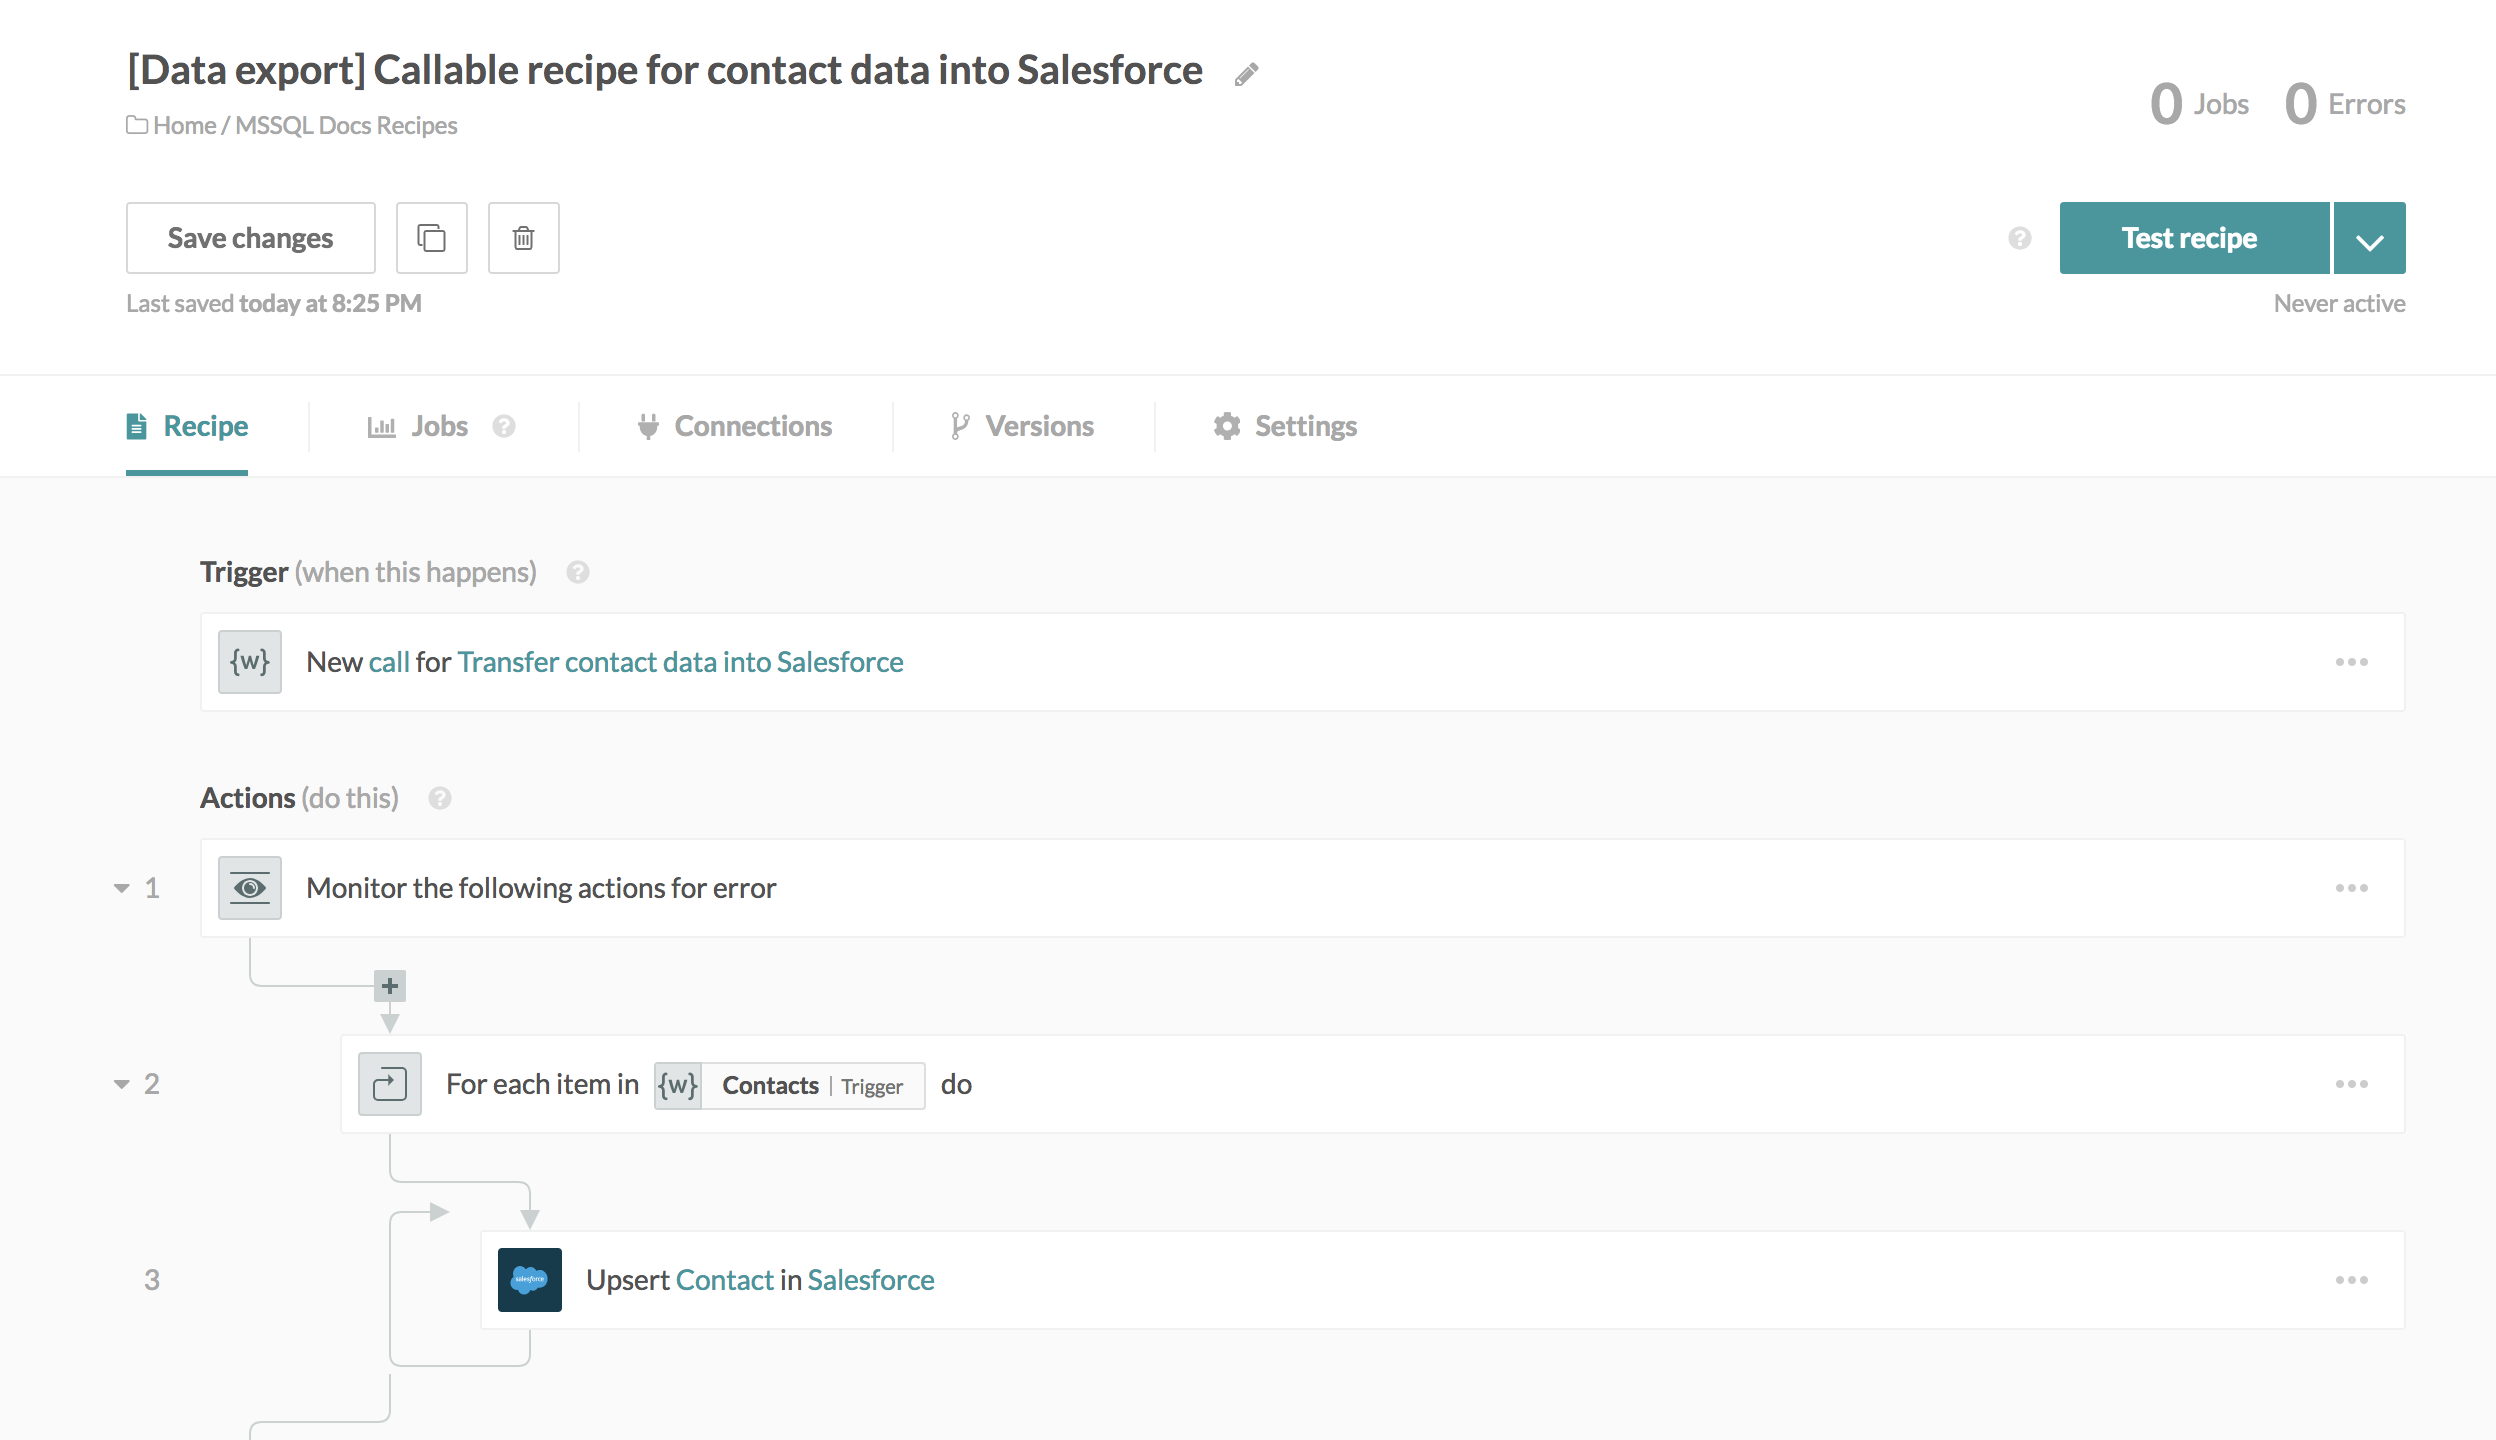 [Data export] Callable recipe for contact data into Salesforce
Home / MSSQL Docs Recipes
0 Jobs 0 Errors
Save changes
Test recipe
Last saved today at 8:25 PM
Never active
Recipe Jobs ? Connections Versions Settings
Trigger (when this happens) ?
{w} New call for Transfer contact data into Salesforce
Actions (do this) ?
1 Monitor the following actions for error
+
2 For each item in {w} Contacts | Trigger do
3 salesforce Upsert Contact in Salesforce